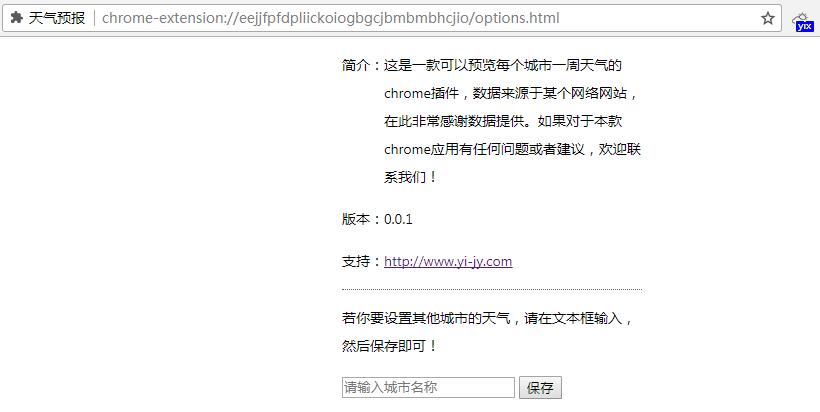 天气预报 chrome-extension://eejjfpfdpliickoiogbgcjbmbmbhcjio/options.html
yix
简介：这是一款可以预览每个城市一周天气的
chrome插件，数据来源于某个网络网站，
在此非常感谢数据提供。如果对于本款
chrome应用有任何问题或者建议，欢迎联
系我们！
版本：0.0.1
支持：http://www.yi-jy.com
若你要设置其他城市的天气，请在文本框输入，
然后保存即可！
请输入城市名称 保存